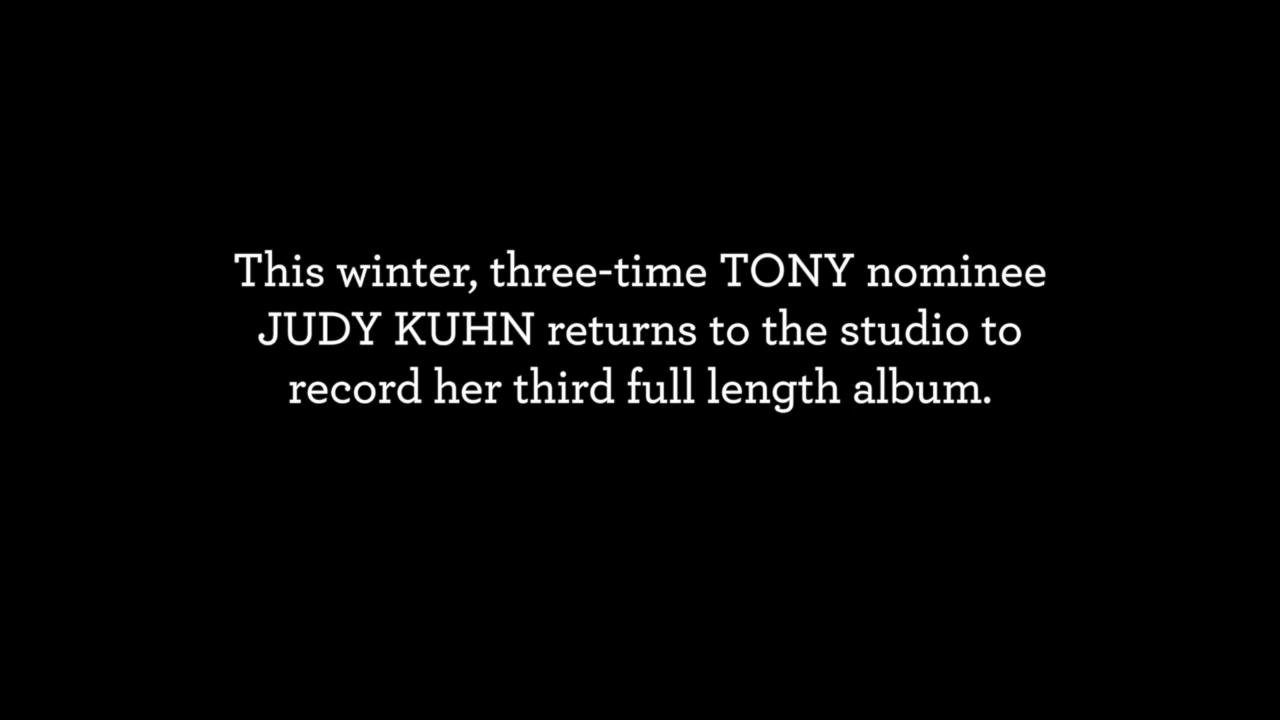 This winter, three-time TONY nominee
JUDY KUHN returns to the studio to
record her third full length album.